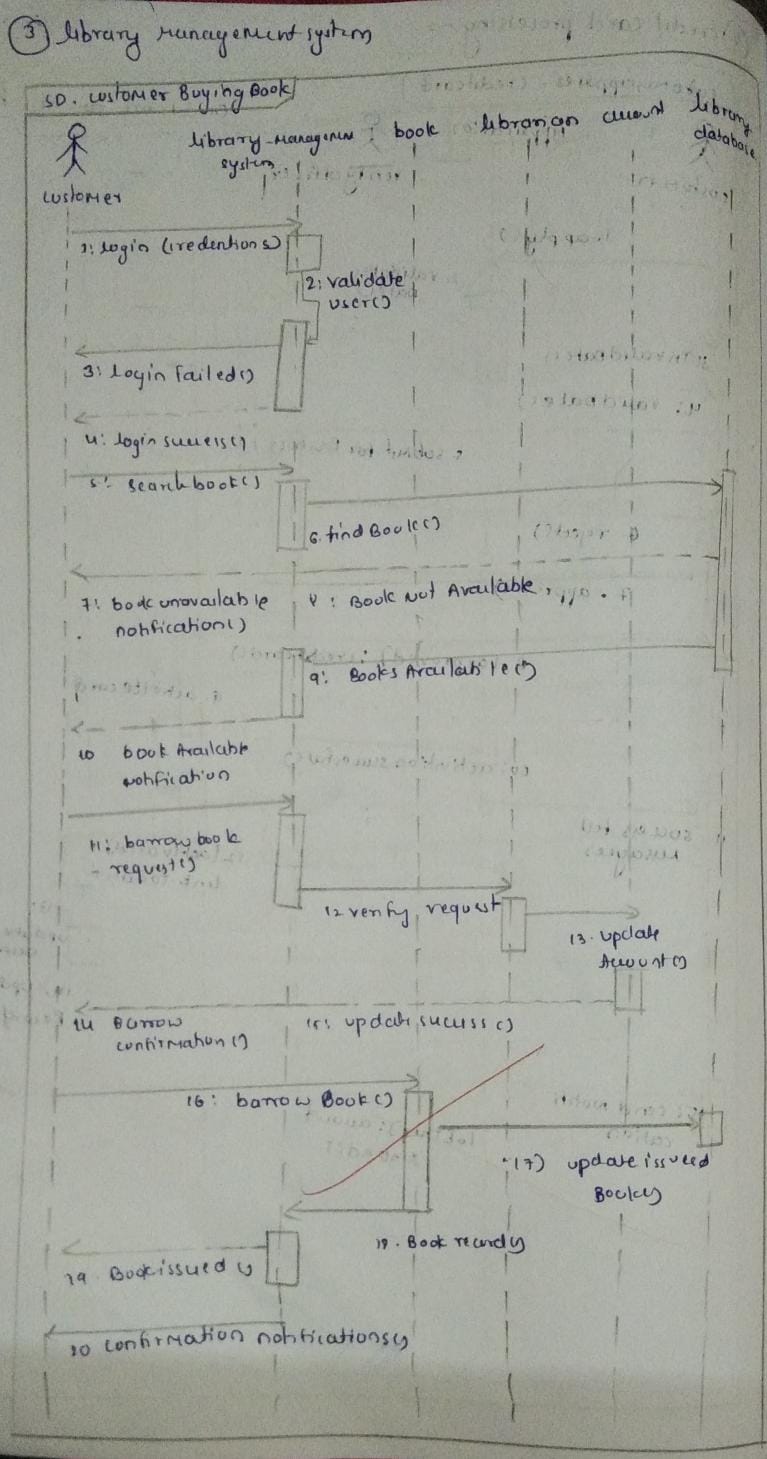 ③ library Management system
SD. customer Buying Book
library-Managemen : book librarian account library
system database
customer
1: login (credentions)
2: validate
user()
3: login Failed()
4: login success()
5: search book()
6. find Book()
7: book unavailable 8: Book Not Available
notification()
9: Books Available()
10 book Available
notification
11: barrow book
- request()
12 verify request
13. update
Account()
14 Borrow 15: update success()
confirmation()
16: barrow Book()
17) update issued
Book()
18. Book record()
19. Book issued()
20 confirmation notifications()